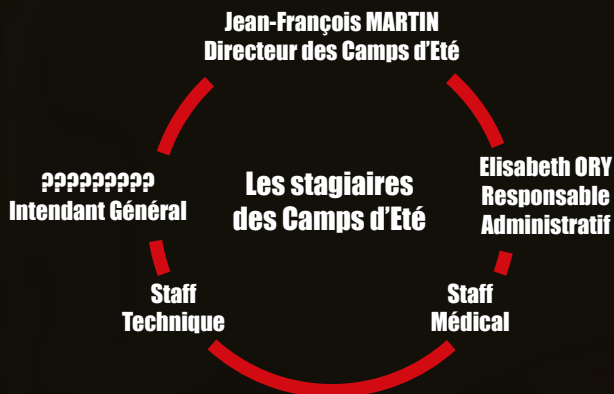 Jean-François MARTIN
Directeur des Camps d'Eté
?????????
Intendant Général
Les stagiaires
des Camps d'Eté
Elisabeth ORY
Responsable
Administratif
Staff
Technique
Staff
Médical